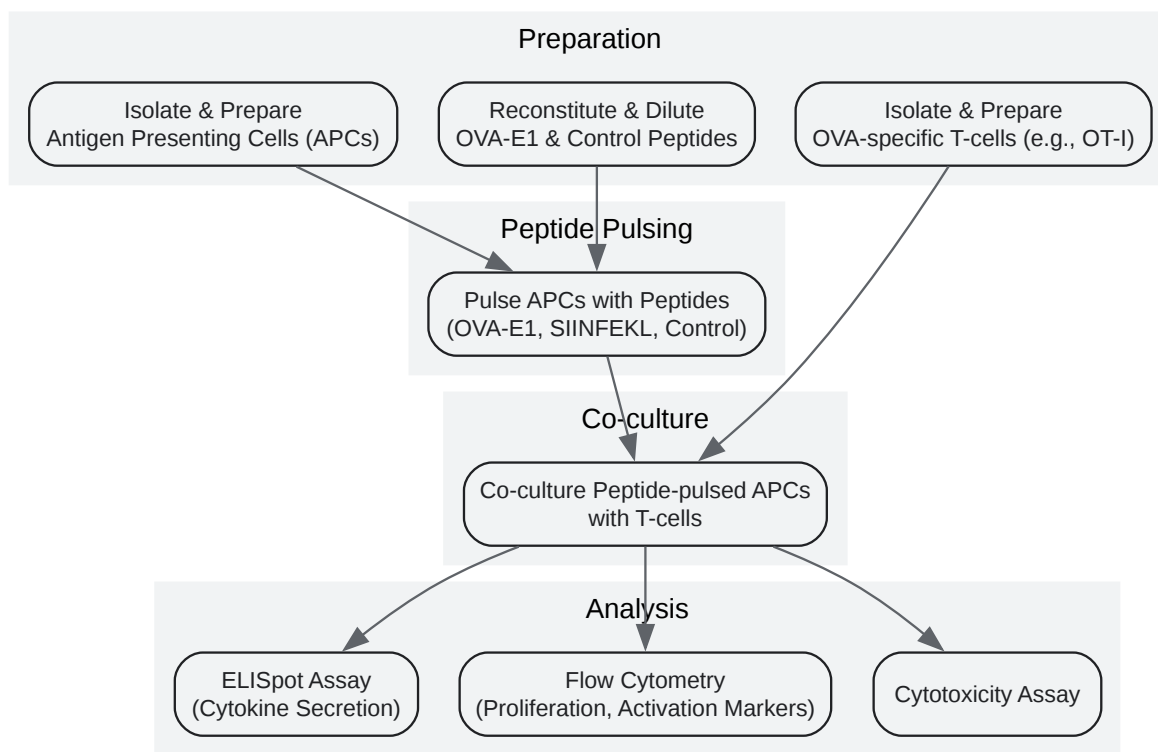 Preparation
Isolate & Prepare
Antigen Presenting Cells (APCs)
Reconstitute & Dilute
OVA-E1 & Control Peptides
Isolate & Prepare
OVA-specific T-cells (e.g., OT-I)
Peptide Pulsing
Pulse APCs with Peptides
(OVA-E1, SIINFEKL, Control)
Co-culture
Co-culture Peptide-pulsed APCs
with T-cells
Analysis
ELISpot Assay
(Cytokine Secretion)
Flow Cytometry
(Proliferation, Activation Markers)
Cytotoxicity Assay